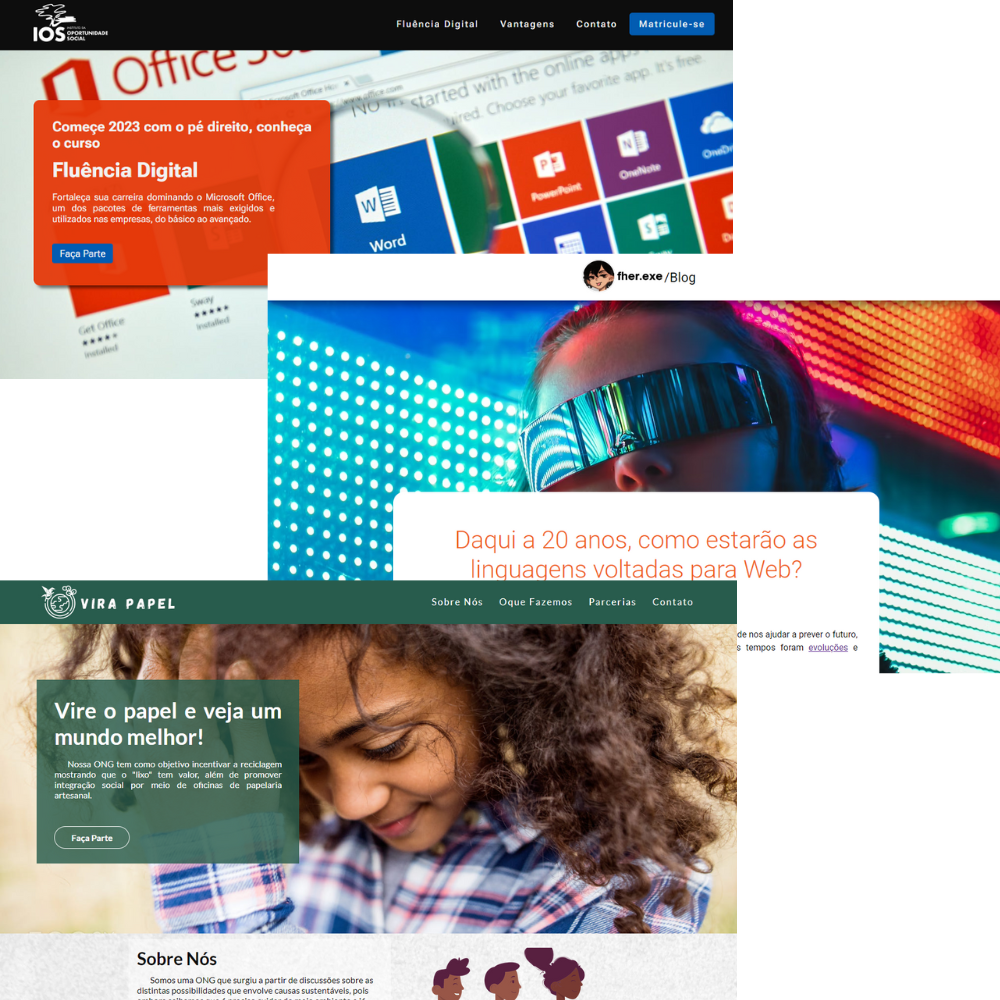 IOS INSTITUTO DA
OPORTUNIDADE
SOCIAL
Fluência Digital Vantagens Contato Matricule-se
Office
started with the online apps
Choose your favorite app. It's free.
Começe 2023 com o pé direito, conheça
o curso
Fluência Digital
Fortaleça sua carreira dominando o Microsoft Office,
um dos pacotes de ferramentas mais exigidos e
utilizados nas empresas, do básico ao avançado.
Faça Parte
Word
PowerPoint
OneNote
Get Office
Installed
Sway
Installed
fher.exe /Blog
Daqui a 20 anos, como estarão as
linguagens voltadas para Web?
de nos ajudar a prever o futuro,
s tempos foram evoluções e
VIRA PAPEL
Sobre Nós Oque Fazemos Parcerias Contato
Vire o papel e veja um
mundo melhor!
Nossa ONG tem como objetivo incentivar a reciclagem
mostrando que o "lixo" tem valor, além de promover
integração social por meio de oficinas de papelaria
artesanal.
Faça Parte
Sobre Nós
Somos uma ONG que surgiu a partir de discussões sobre as
distintas possibilidades que envolve causas sustentáveis, pois